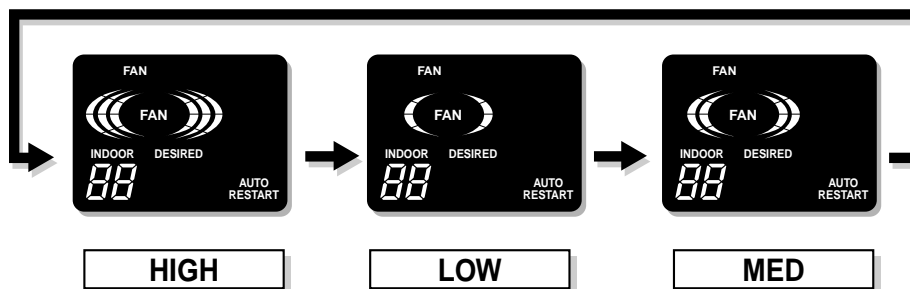 FAN
FAN
INDOOR DESIRED
88
AUTO
RESTART
HIGH
FAN
FAN
INDOOR DESIRED
88
AUTO
RESTART
LOW
FAN
FAN
INDOOR DESIRED
88
AUTO
RESTART
MED